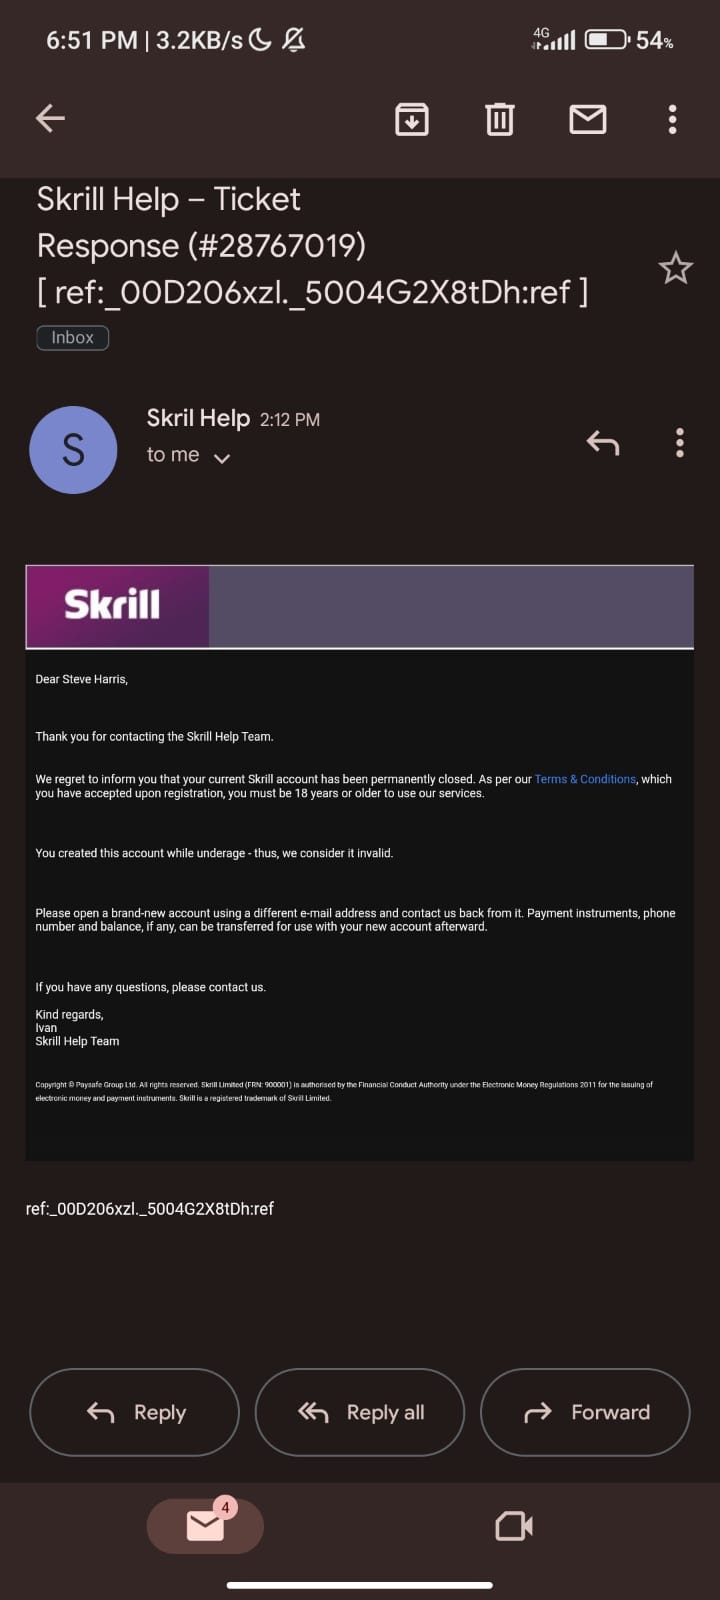 6:51 PM | 3.2KB/s 4G 54%
Skrill Help – Ticket
Response (#28767019)
[ ref:_00D206xzl._5004G2X8tDh:ref ]
Inbox
S
Skril Help 2:12 PM
to me
Skrill
Dear Steve Harris,
Thank you for contacting the Skrill Help Team.
We regret to inform you that your current Skrill account has been permanently closed. As per our Terms & Conditions, which
you have accepted upon registration, you must be 18 years or older to use our services.
You created this account while underage - thus, we consider it invalid.
Please open a brand-new account using a different e-mail address and contact us back from it. Payment instruments, phone
number and balance, if any, can be transferred for use with your new account afterward.
If you have any questions, please contact us.
Kind regards,
Ivan
Skrill Help Team
Copyright © Paysafe Group Ltd. All rights reserved. Skrill Limited (FRN: 900001) is authorised by the Financial Conduct Authority under the Electronic Money Regulations 2011 for the issuing of
electronic money and payment instruments. Skrill is a registered trademark of Skrill Limited.
ref:_00D206xzl._5004G2X8tDh:ref
Reply Reply all Forward
4